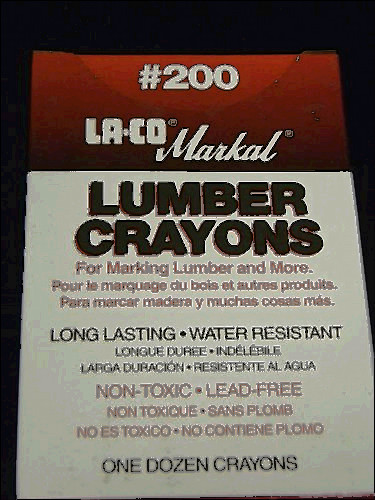 #200
LA-CO® Markal®
LUMBER
CRAYONS
For Marking Lumber and More.
Pour le marquage du bois et autres produits.
Para marcar madera y muchas cosas más.
LONG LASTING • WATER RESISTANT
LONGUE DUREE • INDÉLÉBILE
LARGA DURACIÓN • RESISTENTE AL AGUA
NON-TOXIC • LEAD-FREE
NON TOXIQUE • SANS PLOMB
NO ES TOXICO • NO CONTIENE PLOMO
ONE DOZEN CRAYONS